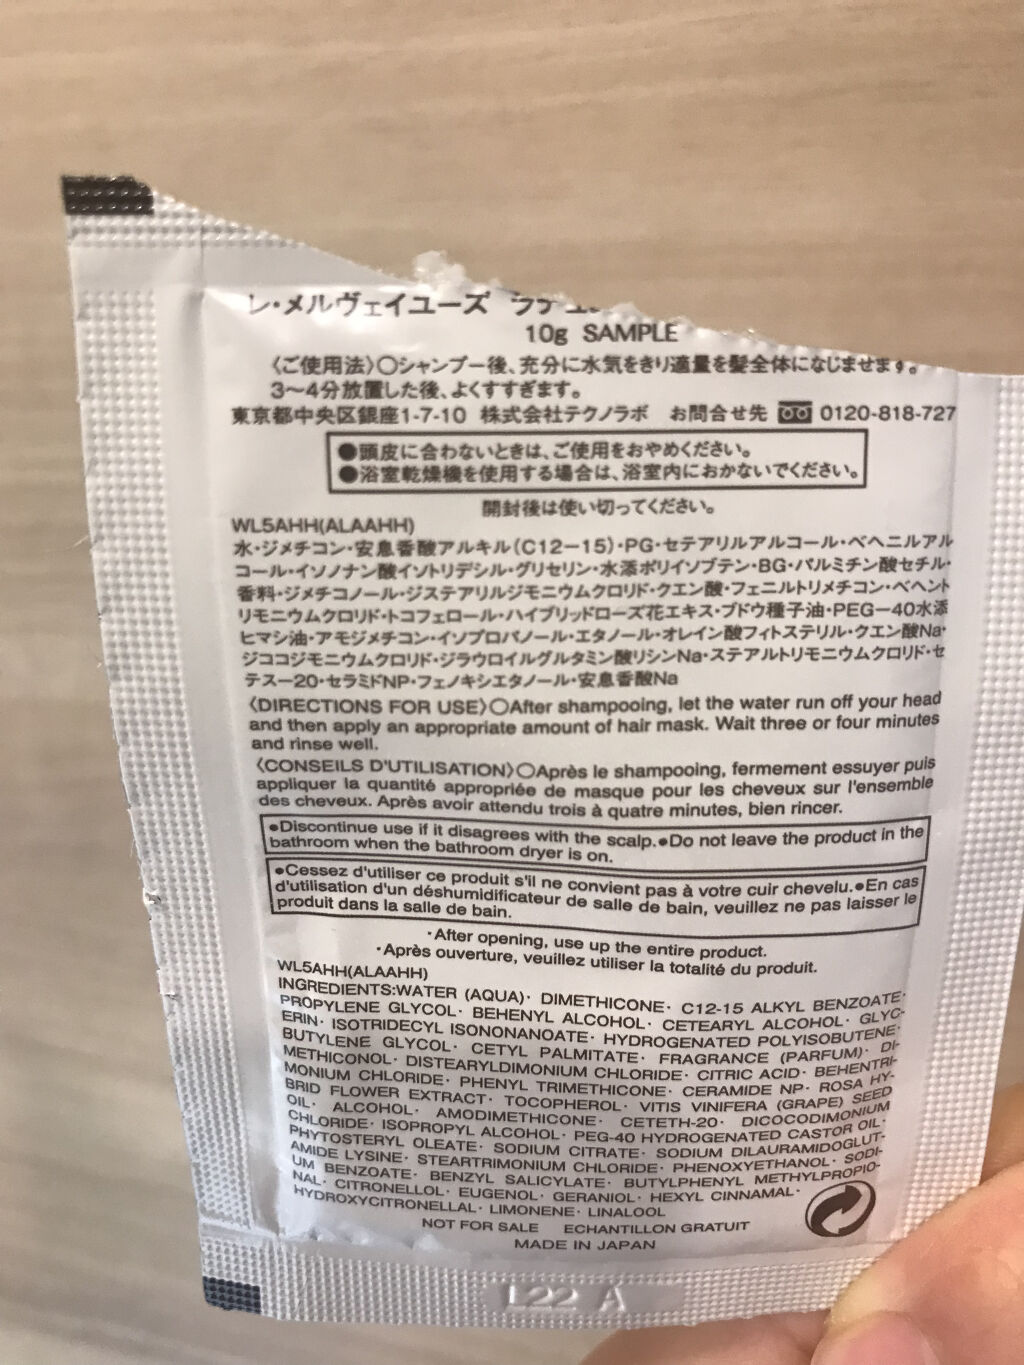 レ・メルヴェイユーズ
10g SAMPLE
〈ご使用法〉○シャンプー後、充分に水気をきり適量を髪全体になじませます。
3～4分放置した後、よくすすぎます。
東京都中央区銀座1-7-10 株式会社テクノラボ お問合せ先 0120-818-727
●頭皮に合わないときは、ご使用をおやめください。
●浴室乾燥機を使用する場合は、浴室内におかないでください。
開封後は使い切ってください。
WL5AHH(ALAAHH)
水・ジメチコン・安息香酸アルキル(C12－15)・PG・セテアリルアルコール・ベヘニルアル
コール・イソノナン酸イソトリデシル・グリセリン・水添ポリイソブテン・BG・パルミチン酸セチル・
香料・ジメチコノール・ジステアリルジモニウムクロリド・クエン酸・フェニルトリメチコン・ベヘント
リモニウムクロリド・トコフェロール・ハイブリッドローズ花エキス・ブドウ種子油・PEG－40水添
ヒマシ油・アモジメチコン・イソプロパノール・エタノール・オレイン酸フィトステリル・クエン酸Na・
ジココジモニウムクロリド・ジラウロイルグルタミン酸リシンNa・ステアルトリモニウムクロリド・セ
テス－20・セラミドNP・フェノキシエタノール・安息香酸Na
〈DIRECTIONS FOR USE〉○After shampooing, let the water run off your head
and then apply an appropriate amount of hair mask. Wait three or four minutes
and rinse well.
〈CONSEILS D'UTILISATION〉○Après le shampooing, fermement essuyer puis
appliquer la quantité appropriée de masque pour les cheveux sur l'ensemble
des cheveux. Après avoir attendu trois à quatre minutes, bien rincer.
●Discontinue use if it disagrees with the scalp.●Do not leave the product in the
bathroom when the bathroom dryer is on.
●Cessez d'utiliser ce produit s'il ne convient pas à votre cuir chevelu.●En cas
d'utilisation d'un déshumidificateur de salle de bain, veuillez ne pas laisser le
produit dans la salle de bain.
・After opening, use up the entire product.
・Après ouverture, veuillez utiliser la totalité du produit.
WL5AHH(ALAAHH)
INGREDIENTS:WATER (AQUA)・ DIMETHICONE・ C12-15 ALKYL BENZOATE・
PROPYLENE GLYCOL・ BEHENYL ALCOHOL・ CETEARYL ALCOHOL・ GLYC-
ERIN・ ISOTRIDECYL ISONONANOATE・ HYDROGENATED POLYISOBUTENE・
BUTYLENE GLYCOL・ CETYL PALMITATE・ FRAGRANCE (PARFUM)・ DI-
METHICONOL・ DISTEARYLDIMONIUM CHLORIDE・ CITRIC ACID・ BEHENTRI-
MONIUM CHLORIDE・ PHENYL TRIMETHICONE・ CERAMIDE NP・ ROSA HY-
BRID FLOWER EXTRACT・ TOCOPHEROL・ VITIS VINIFERA (GRAPE) SEED
OIL・ ALCOHOL・ AMODIMETHICONE・ CETETH-20・ DICOCODIMONIUM
CHLORIDE・ ISOPROPYL ALCOHOL・ PEG-40 HYDROGENATED CASTOR OIL・
PHYTOSTERYL OLEATE・ SODIUM CITRATE・ SODIUM DILAURAMIDOGLUT-
AMIDE LYSINE・ STEARTRIMONIUM CHLORIDE・ PHENOXYETHANOL・ SODI-
UM BENZOATE・ BENZYL SALICYLATE・ BUTYLPHENYL METHYLPROPIO-
NAL・ CITRONELLOL・ EUGENOL・ GERANIOL・ HEXYL CINNAMAL・
HYDROXYCITRONELLAL・ LIMONENE・ LINALOOL
NOT FOR SALE ECHANTILLON GRATUIT
MADE IN JAPAN